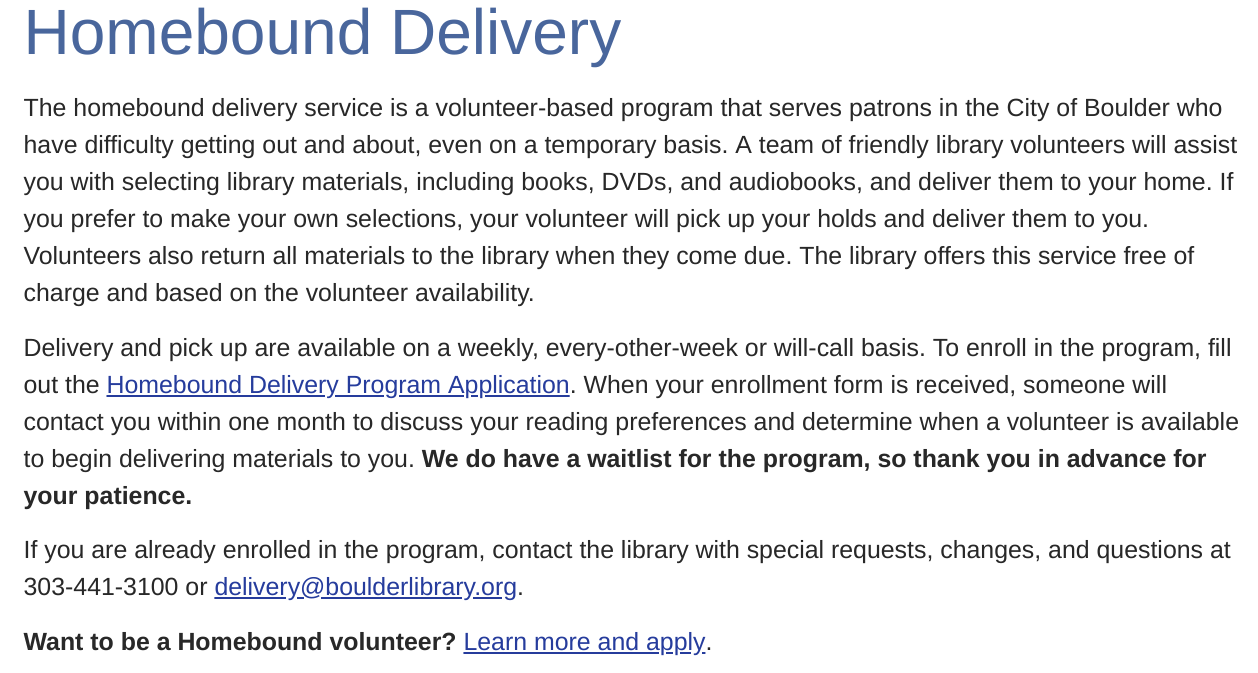 Homebound Delivery
The homebound delivery service is a volunteer-based program that serves patrons in the City of Boulder who
have difficulty getting out and about, even on a temporary basis. A team of friendly library volunteers will assist
you with selecting library materials, including books, DVDs, and audiobooks, and deliver them to your home. If
you prefer to make your own selections, your volunteer will pick up your holds and deliver them to you.
Volunteers also return all materials to the library when they come due. The library offers this service free of
charge and based on the volunteer availability.
Delivery and pick up are available on a weekly, every-other-week or will-call basis. To enroll in the program, fill
out the Homebound Delivery Program Application. When your enrollment form is received, someone will
contact you within one month to discuss your reading preferences and determine when a volunteer is available
to begin delivering materials to you. We do have a waitlist for the program, so thank you in advance for
your patience.
If you are already enrolled in the program, contact the library with special requests, changes, and questions at
303-441-3100 or delivery@boulderlibrary.org.
Want to be a Homebound volunteer? Learn more and apply.